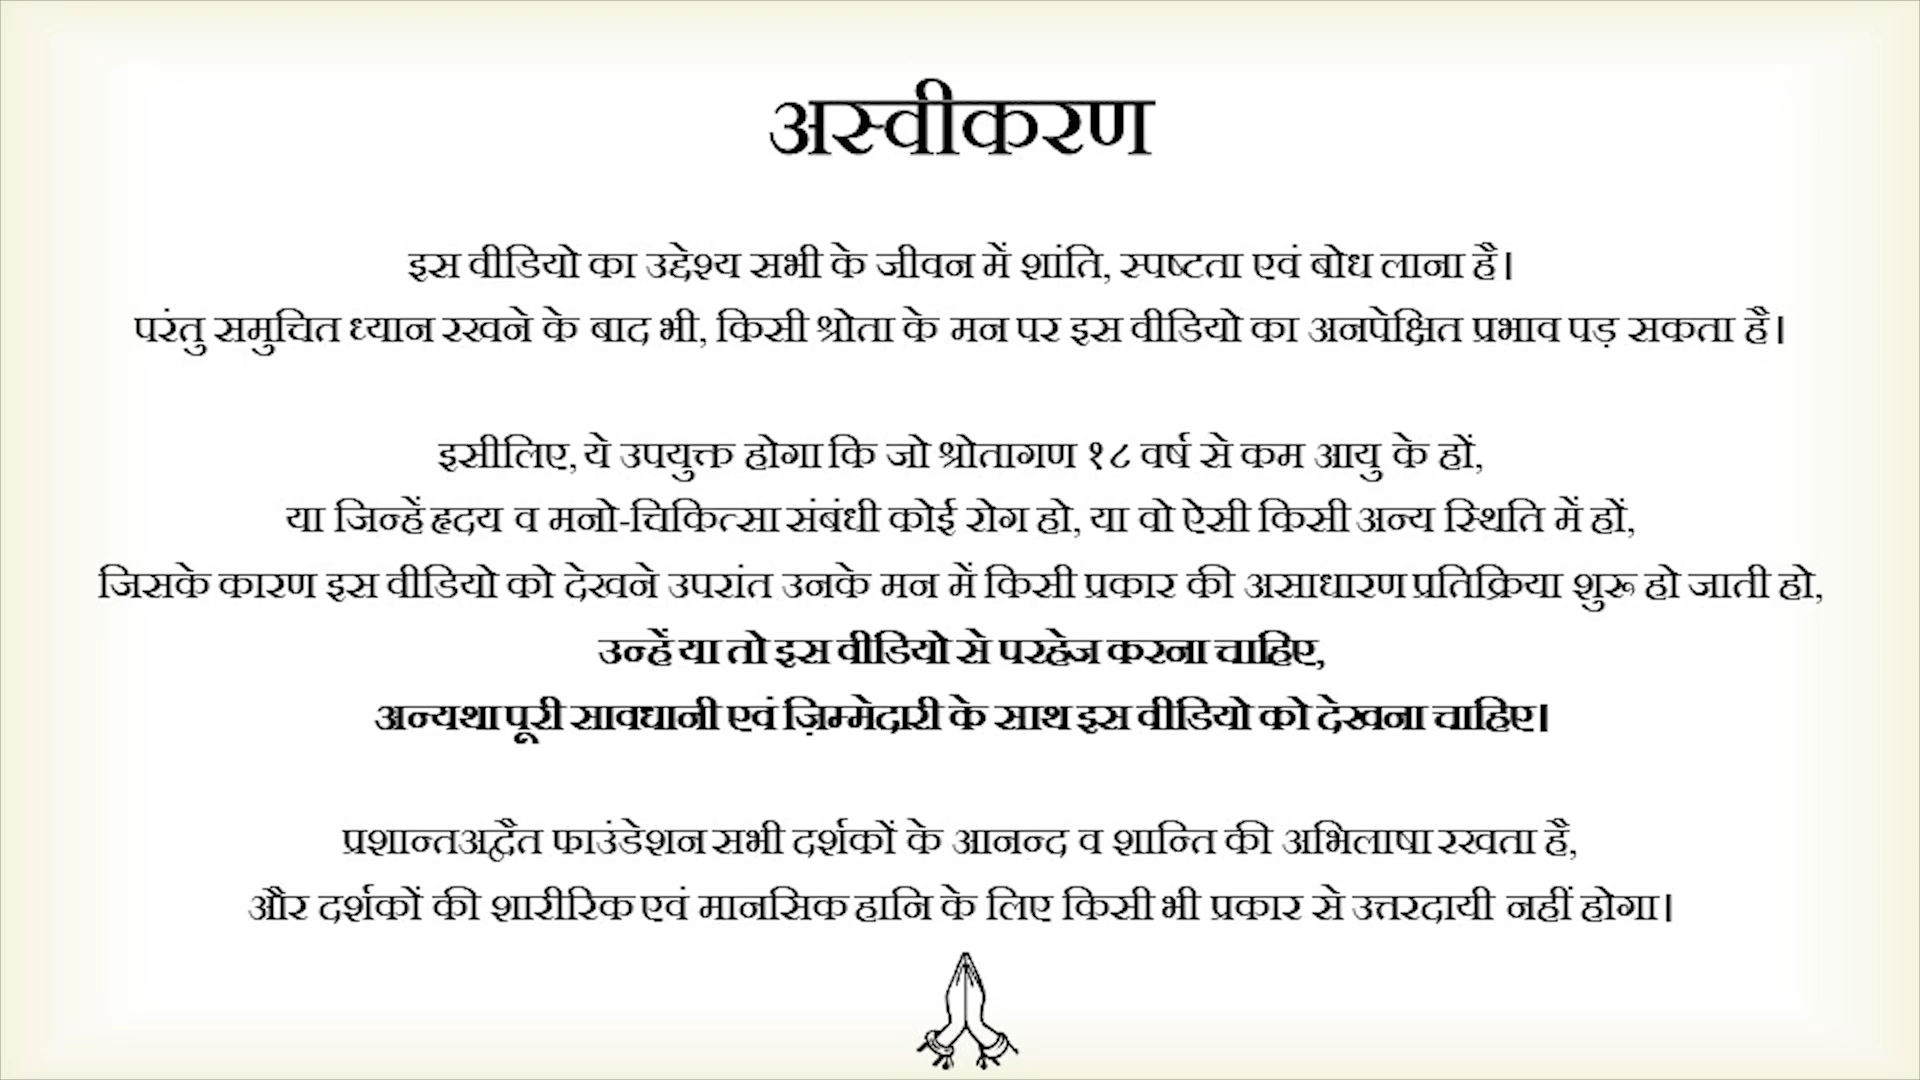 अस्वीकरण
इस वीडियो का उद्देश्य सभी के जीवन में शांति, स्पष्टता एवं बोध लाना है।
परंतु समुचित ध्यान रखने के बाद भी, किसी श्रोता के मन पर इस वीडियो का अनपेक्षित प्रभाव पड़ सकता है।
इसीलिए, ये उपयुक्त होगा कि जो श्रोतागण १८ वर्ष से कम आयु के हों,
या जिन्हें हृदय व मनो-चिकित्सा संबंधी कोई रोग हो, या वो ऐसी किसी अन्य स्थिति में हों,
जिसके कारण इस वीडियो को देखने उपरांत उनके मन में किसी प्रकार की असाधारण प्रतिक्रिया शुरू हो जाती हो,
उन्हें या तो इस वीडियो से परहेज करना चाहिए,
अन्यथा पूरी सावधानी एवं ज़िम्मेदारी के साथ इस वीडियो को देखना चाहिए।
प्रशान्तअद्वैत फाउंडेशन सभी दर्शकों के आनन्द व शान्ति की अभिलाषा रखता है,
और दर्शकों की शारीरिक एवं मानसिक हानि के लिए किसी भी प्रकार से उत्तरदायी नहीं होगा।